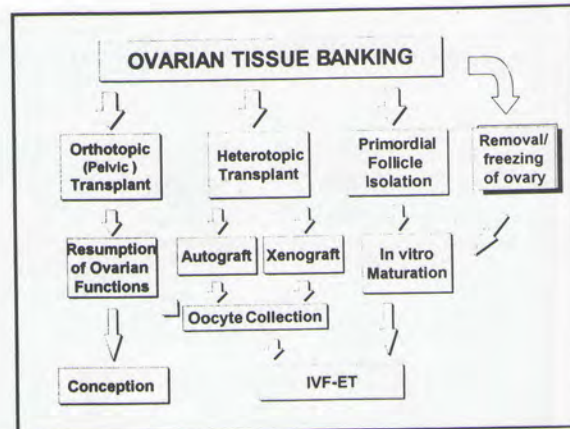 OVARIAN TISSUE BANKING
Orthotopic
(Pelvic )
Transplant
Heterotopic
Transplant
Primordial
Follicle
Isolation
Removal/
freezing
of ovary
Resumption
of Ovarian
Functions
Autograft
Xenograft
In vitro
Maturation
Oocyte Collection
Conception
IVF-ET